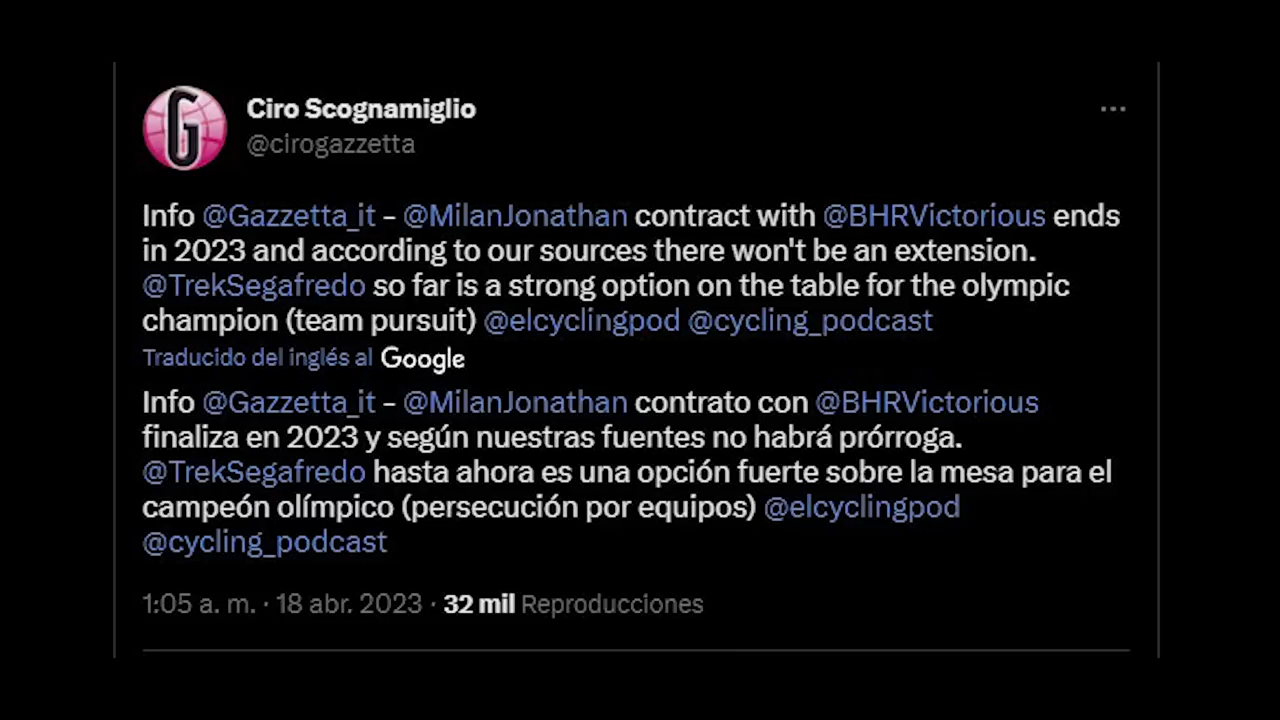 G
Ciro Scognamiglio
...
@cirogazzetta
Info @Gazzetta_it – @MilanJonathan contract with @BHRVictorious ends
in 2023 and according to our sources there won't be an extension.
@TrekSegafredo so far is a strong option on the table for the olympic
champion (team pursuit) @elcyclingpod @cycling_podcast
Traducido del inglés al Google
Info @Gazzetta_it – @MilanJonathan contrato con @BHRVictorious
finaliza en 2023 y según nuestras fuentes no habrá prórroga.
@TrekSegafredo hasta ahora es una opción fuerte sobre la mesa para el
campeón olímpico (persecución por equipos) @elcyclingpod
@cycling_podcast
1:05 a. m. · 18 abr. 2023 · 32 mil Reproducciones